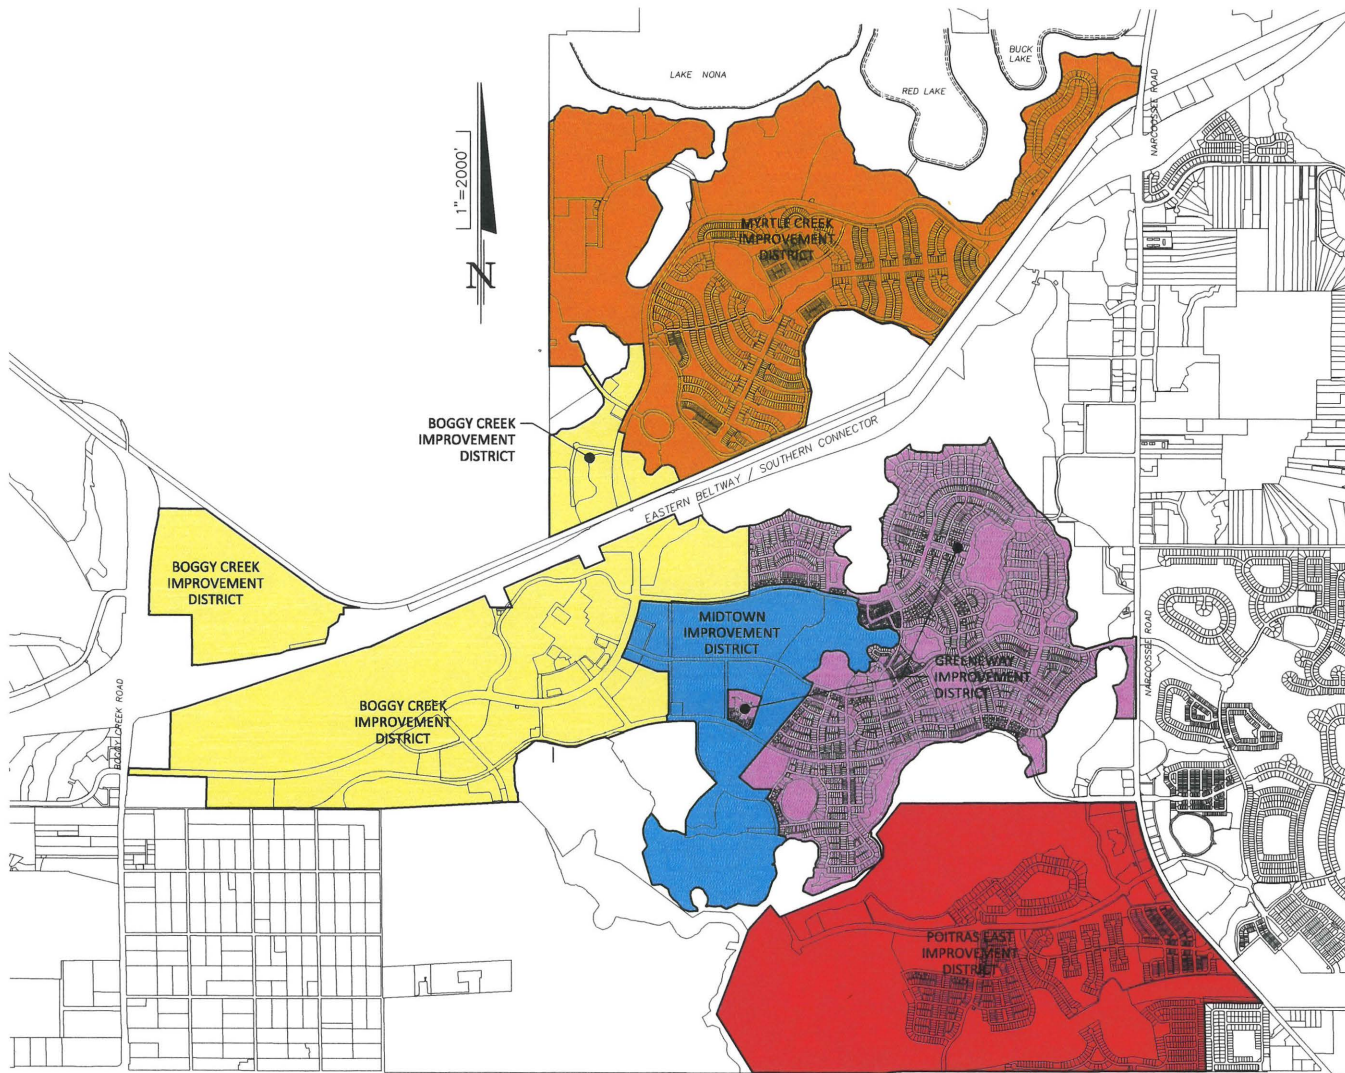 LAKE NONA
BUCK
LAKE
RED LAKE
NARCOOSSEE ROAD
1"=2000'
N
MYRTLE CREEK
IMPROVEMENT
DISTRICT
BOGGY CREEK
IMPROVEMENT
DISTRICT
EASTERN BELTWAY / SOUTHERN CONNECTOR
BOGGY CREEK
IMPROVEMENT
DISTRICT
MIDTOWN
IMPROVEMENT
DISTRICT
GREENEWAY
IMPROVEMENT
DISTRICT
NARCOOSSEE ROAD
BOGGY CREEK ROAD
BOGGY CREEK
IMPROVEMENT
DISTRICT
POITRAS EAST
IMPROVEMENT
DISTRICT